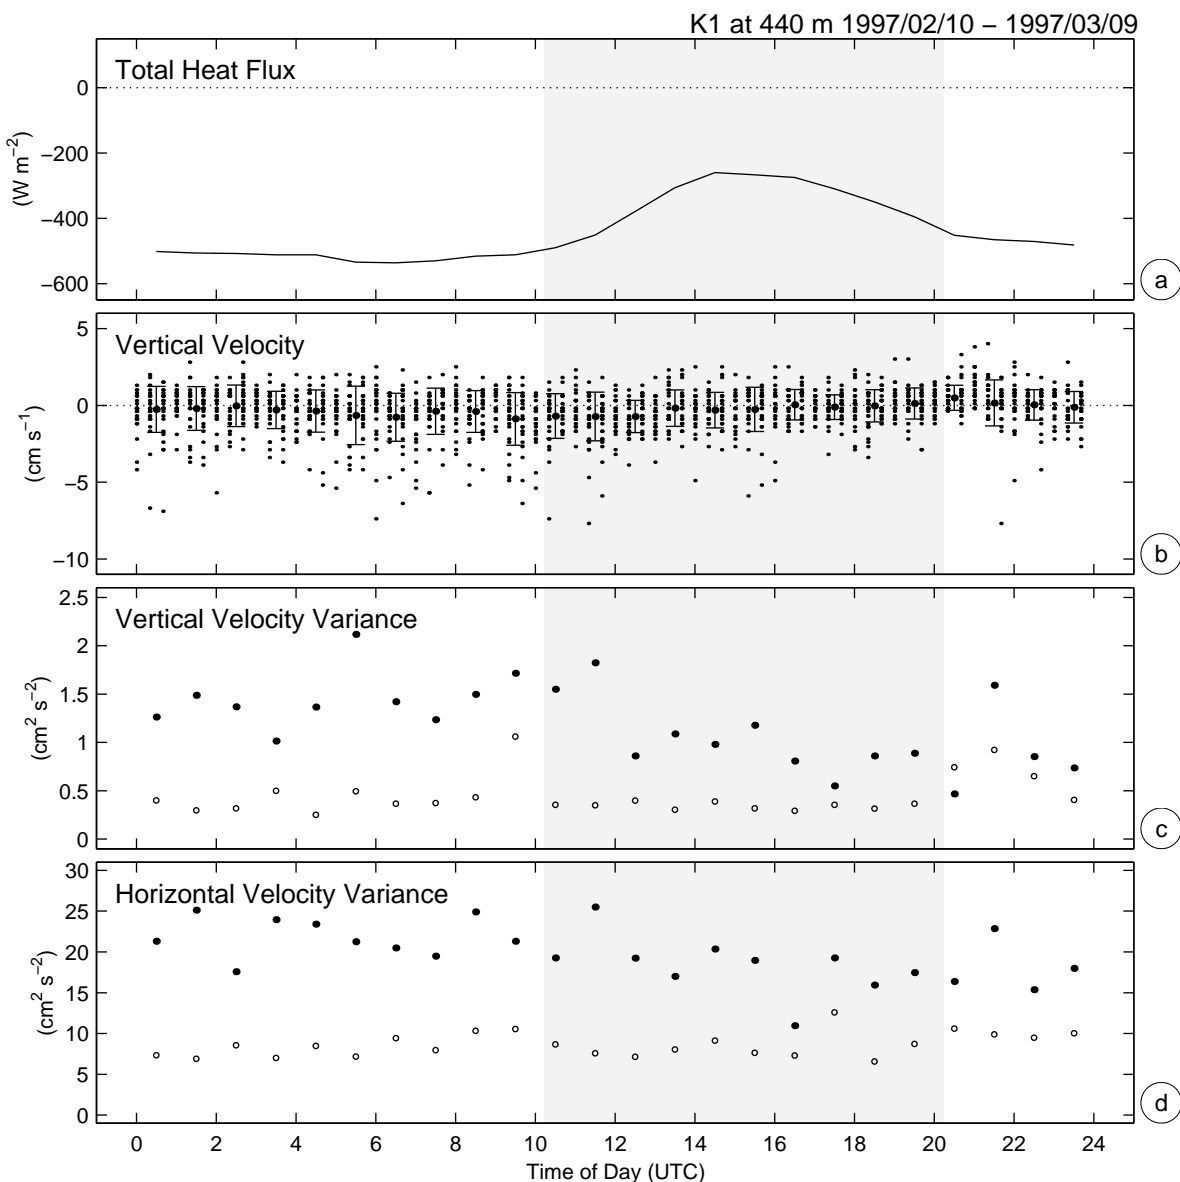 K1 at 440 m 1997/02/10 – 1997/03/09
Total Heat Flux
(W m−2)
0
−200
−400
−600
a
Vertical Velocity
(cm s−1)
5
0
−5
−10
b
Vertical Velocity Variance
(cm2 s−2)
2.5
2
1.5
1
0.5
0
c
Horizontal Velocity Variance
(cm2 s−2)
30
25
20
15
10
5
0
d
0 2 4 6 8 10 12 14 16 18 20 22 24
Time of Day (UTC)